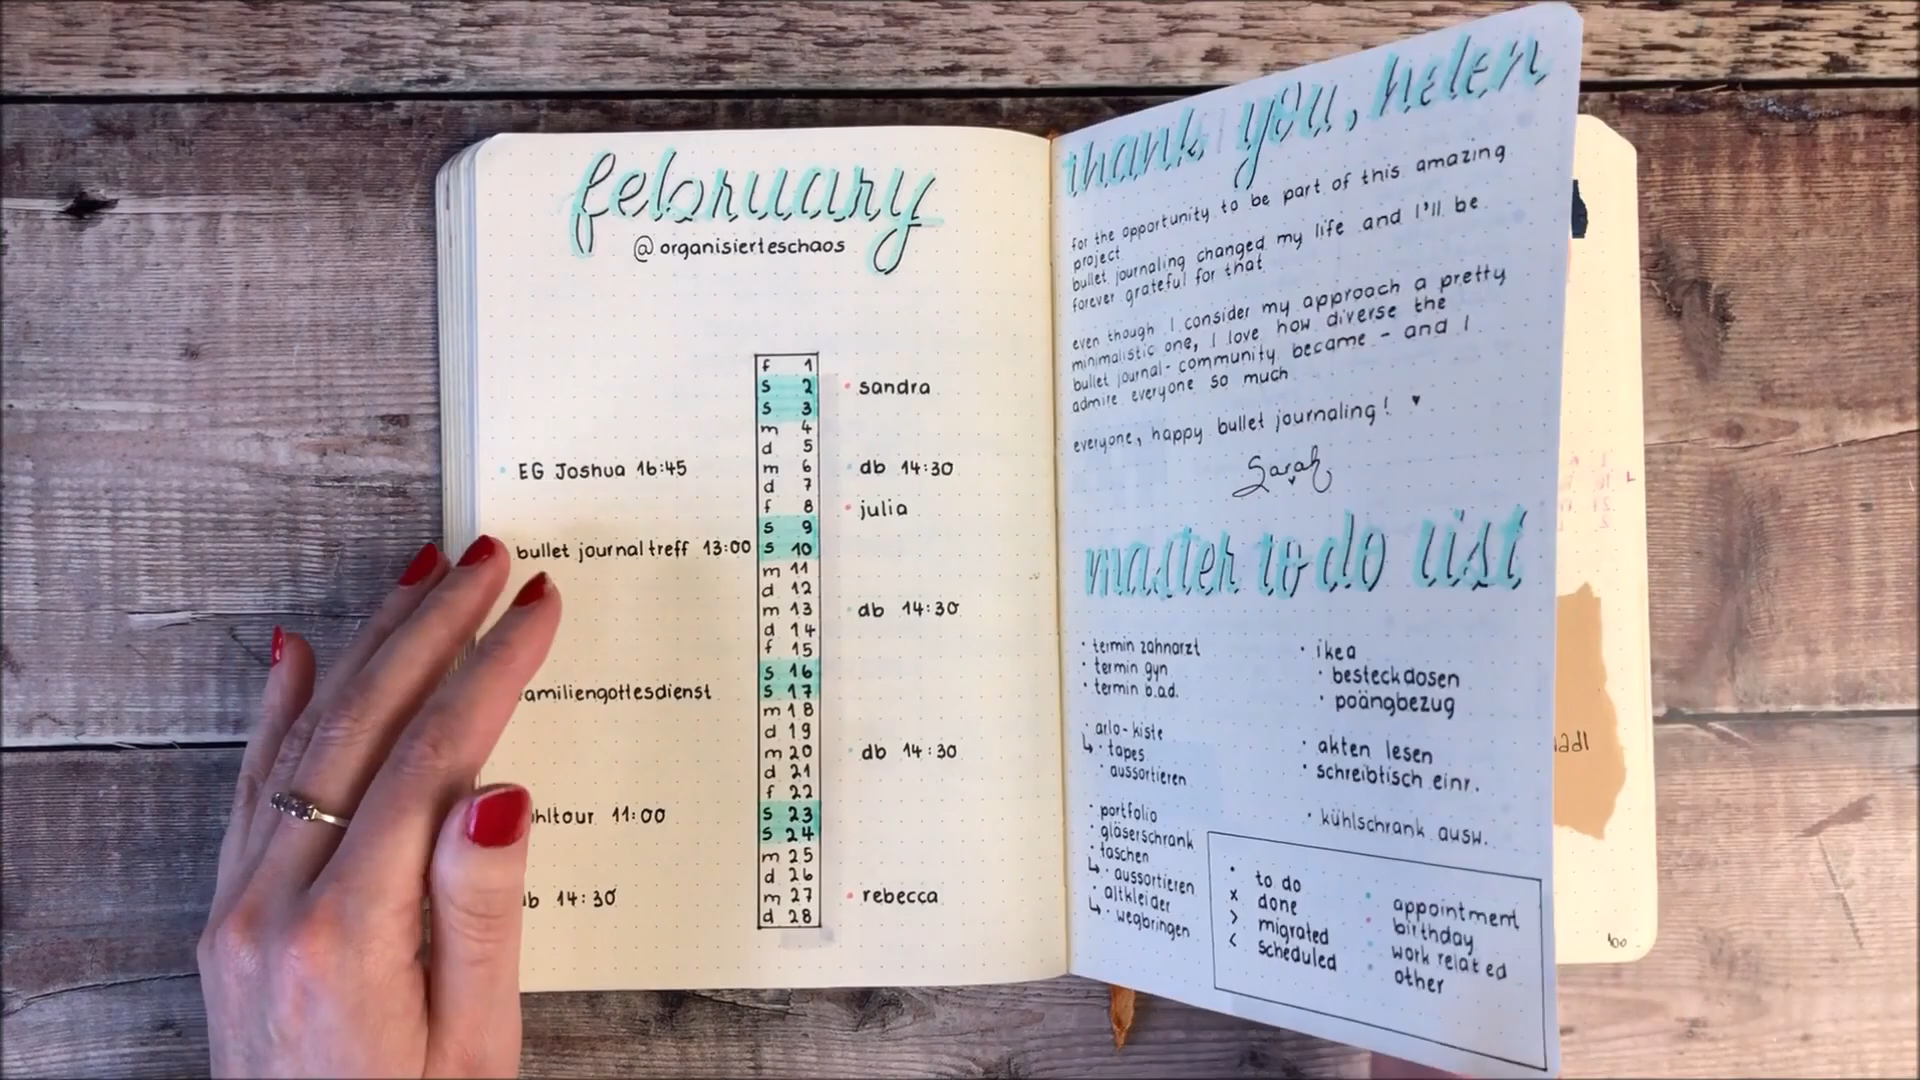 february
@organisierteschaos
f 1
s 2 • sandra
s 3
m 4
d 5
• EG Joshua 16:45 m 6 • db 14:30
d 7
f 8 • julia
s 9
bullet journal treff 13:00 s 10
m 11
d 12
m 13 • db 14:30
d 14
f 15
s 16
familiengottesdienst s 17
m 18
d 19
m 20 • db 14:30
d 21
f 22
11:00 s 23
s 24
m 25
d 26
14:30 m 27 • rebecca
d 28
thank you, helen
for the opportunity to be part of this amazing
project
bullet journaling changed my life and I'll be
forever grateful for that
even though I consider my approach a pretty
minimalistic one, I love how diverse the
bullet journal-community became - and I
admire everyone so much
everyone, happy bullet journaling! ♥
Sarah
master to do list
• termin zahnarzt
• termin gyn
• termin b.a.d.
• arlo-kiste
↳ • tapes
• aussortieren
• portfolio
• gläserschrank
• taschen
↳ • aussortieren
• altkleider
↳ • wegbringen
• ikea
• besteckdosen
• poängbezug
• akten lesen
• schreibtisch einr.
• kühlschrank ausw.
• to do
x done
> migrated
< scheduled
• appointment
• birthday
• work related
• other
100